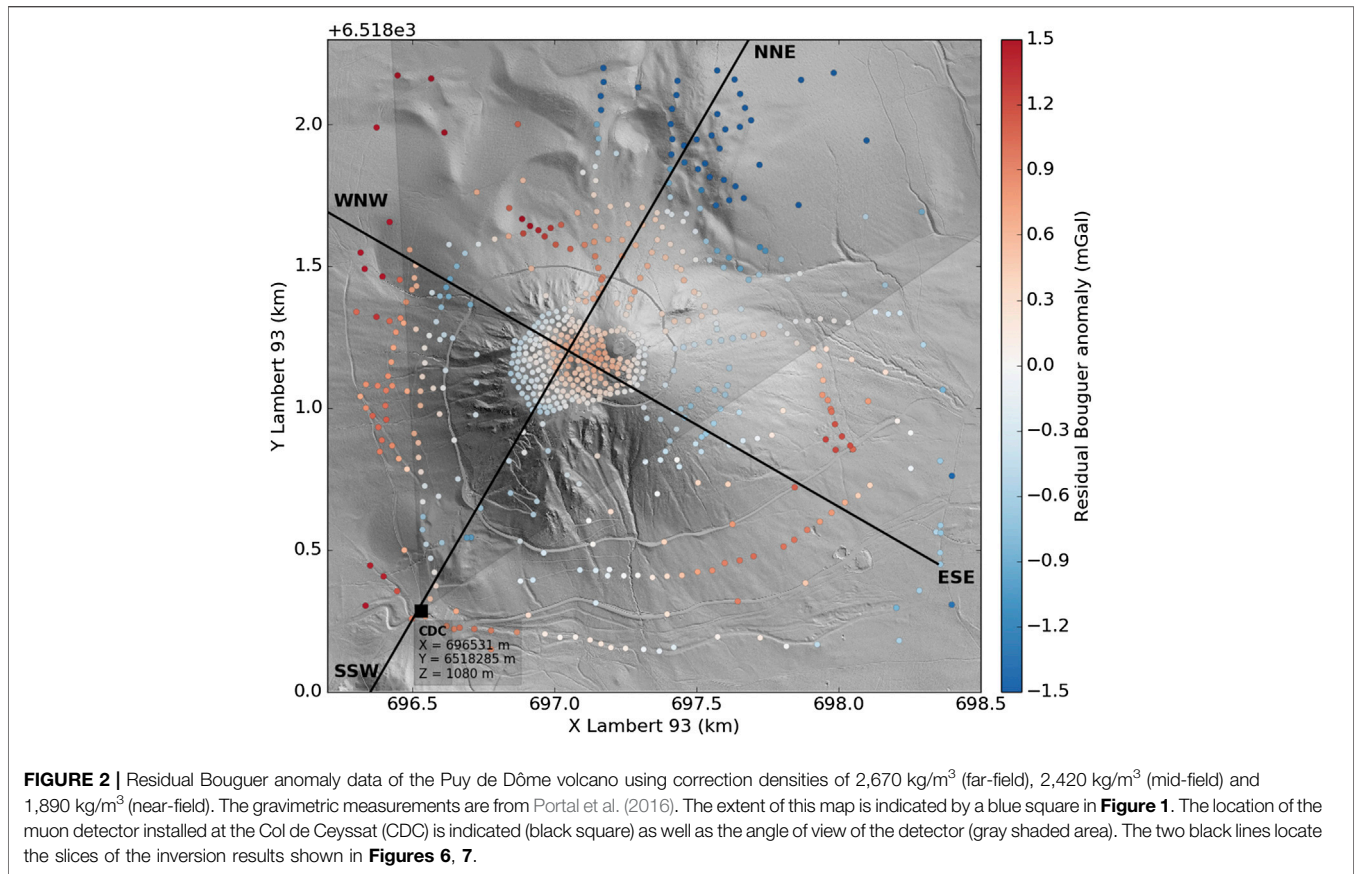 +6.518e3
NNE
WNW
2.0
1.5
1.0
0.5
0.0
Y Lambert 93 (km)
ESE
CDC
X = 696531 m
Y = 6518285 m
Z = 1080 m
SSW
696.5
697.0
697.5
698.0
698.5
X Lambert 93 (km)
1.5
1.2
0.9
0.6
0.3
0.0
−0.3
−0.6
−0.9
−1.2
−1.5
Residual Bouguer anomaly (mGal)
FIGURE 2 | Residual Bouguer anomaly data of the Puy de Dôme volcano using correction densities of 2,670 kg/m³ (far-field), 2,420 kg/m³ (mid-field) and
1,890 kg/m³ (near-field). The gravimetric measurements are from Portal et al. (2016). The extent of this map is indicated by a blue square in Figure 1. The location of the
muon detector installed at the Col de Ceyssat (CDC) is indicated (black square) as well as the angle of view of the detector (gray shaded area). The two black lines locate
the slices of the inversion results shown in Figures 6, 7.